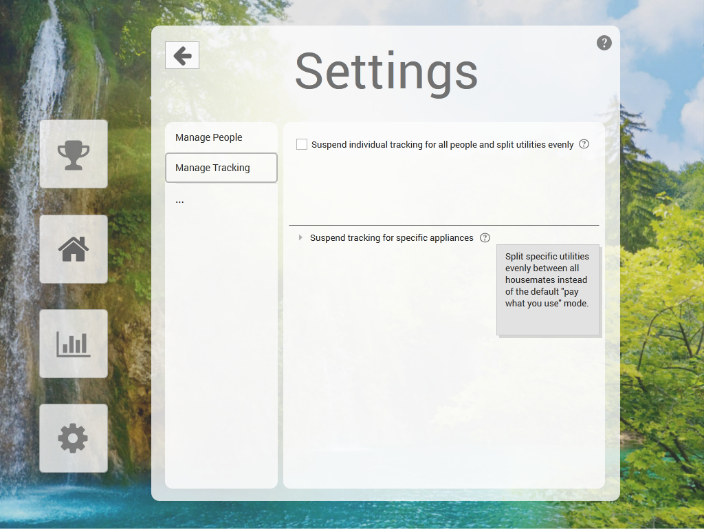 Settings
?
Manage People
Manage Tracking
...
Suspend individual tracking for all people and split utilities evenly ?
Suspend tracking for specific appliances ?
Split specific utilities
evenly between all
housemates instead
of the default "pay
what you use" mode.